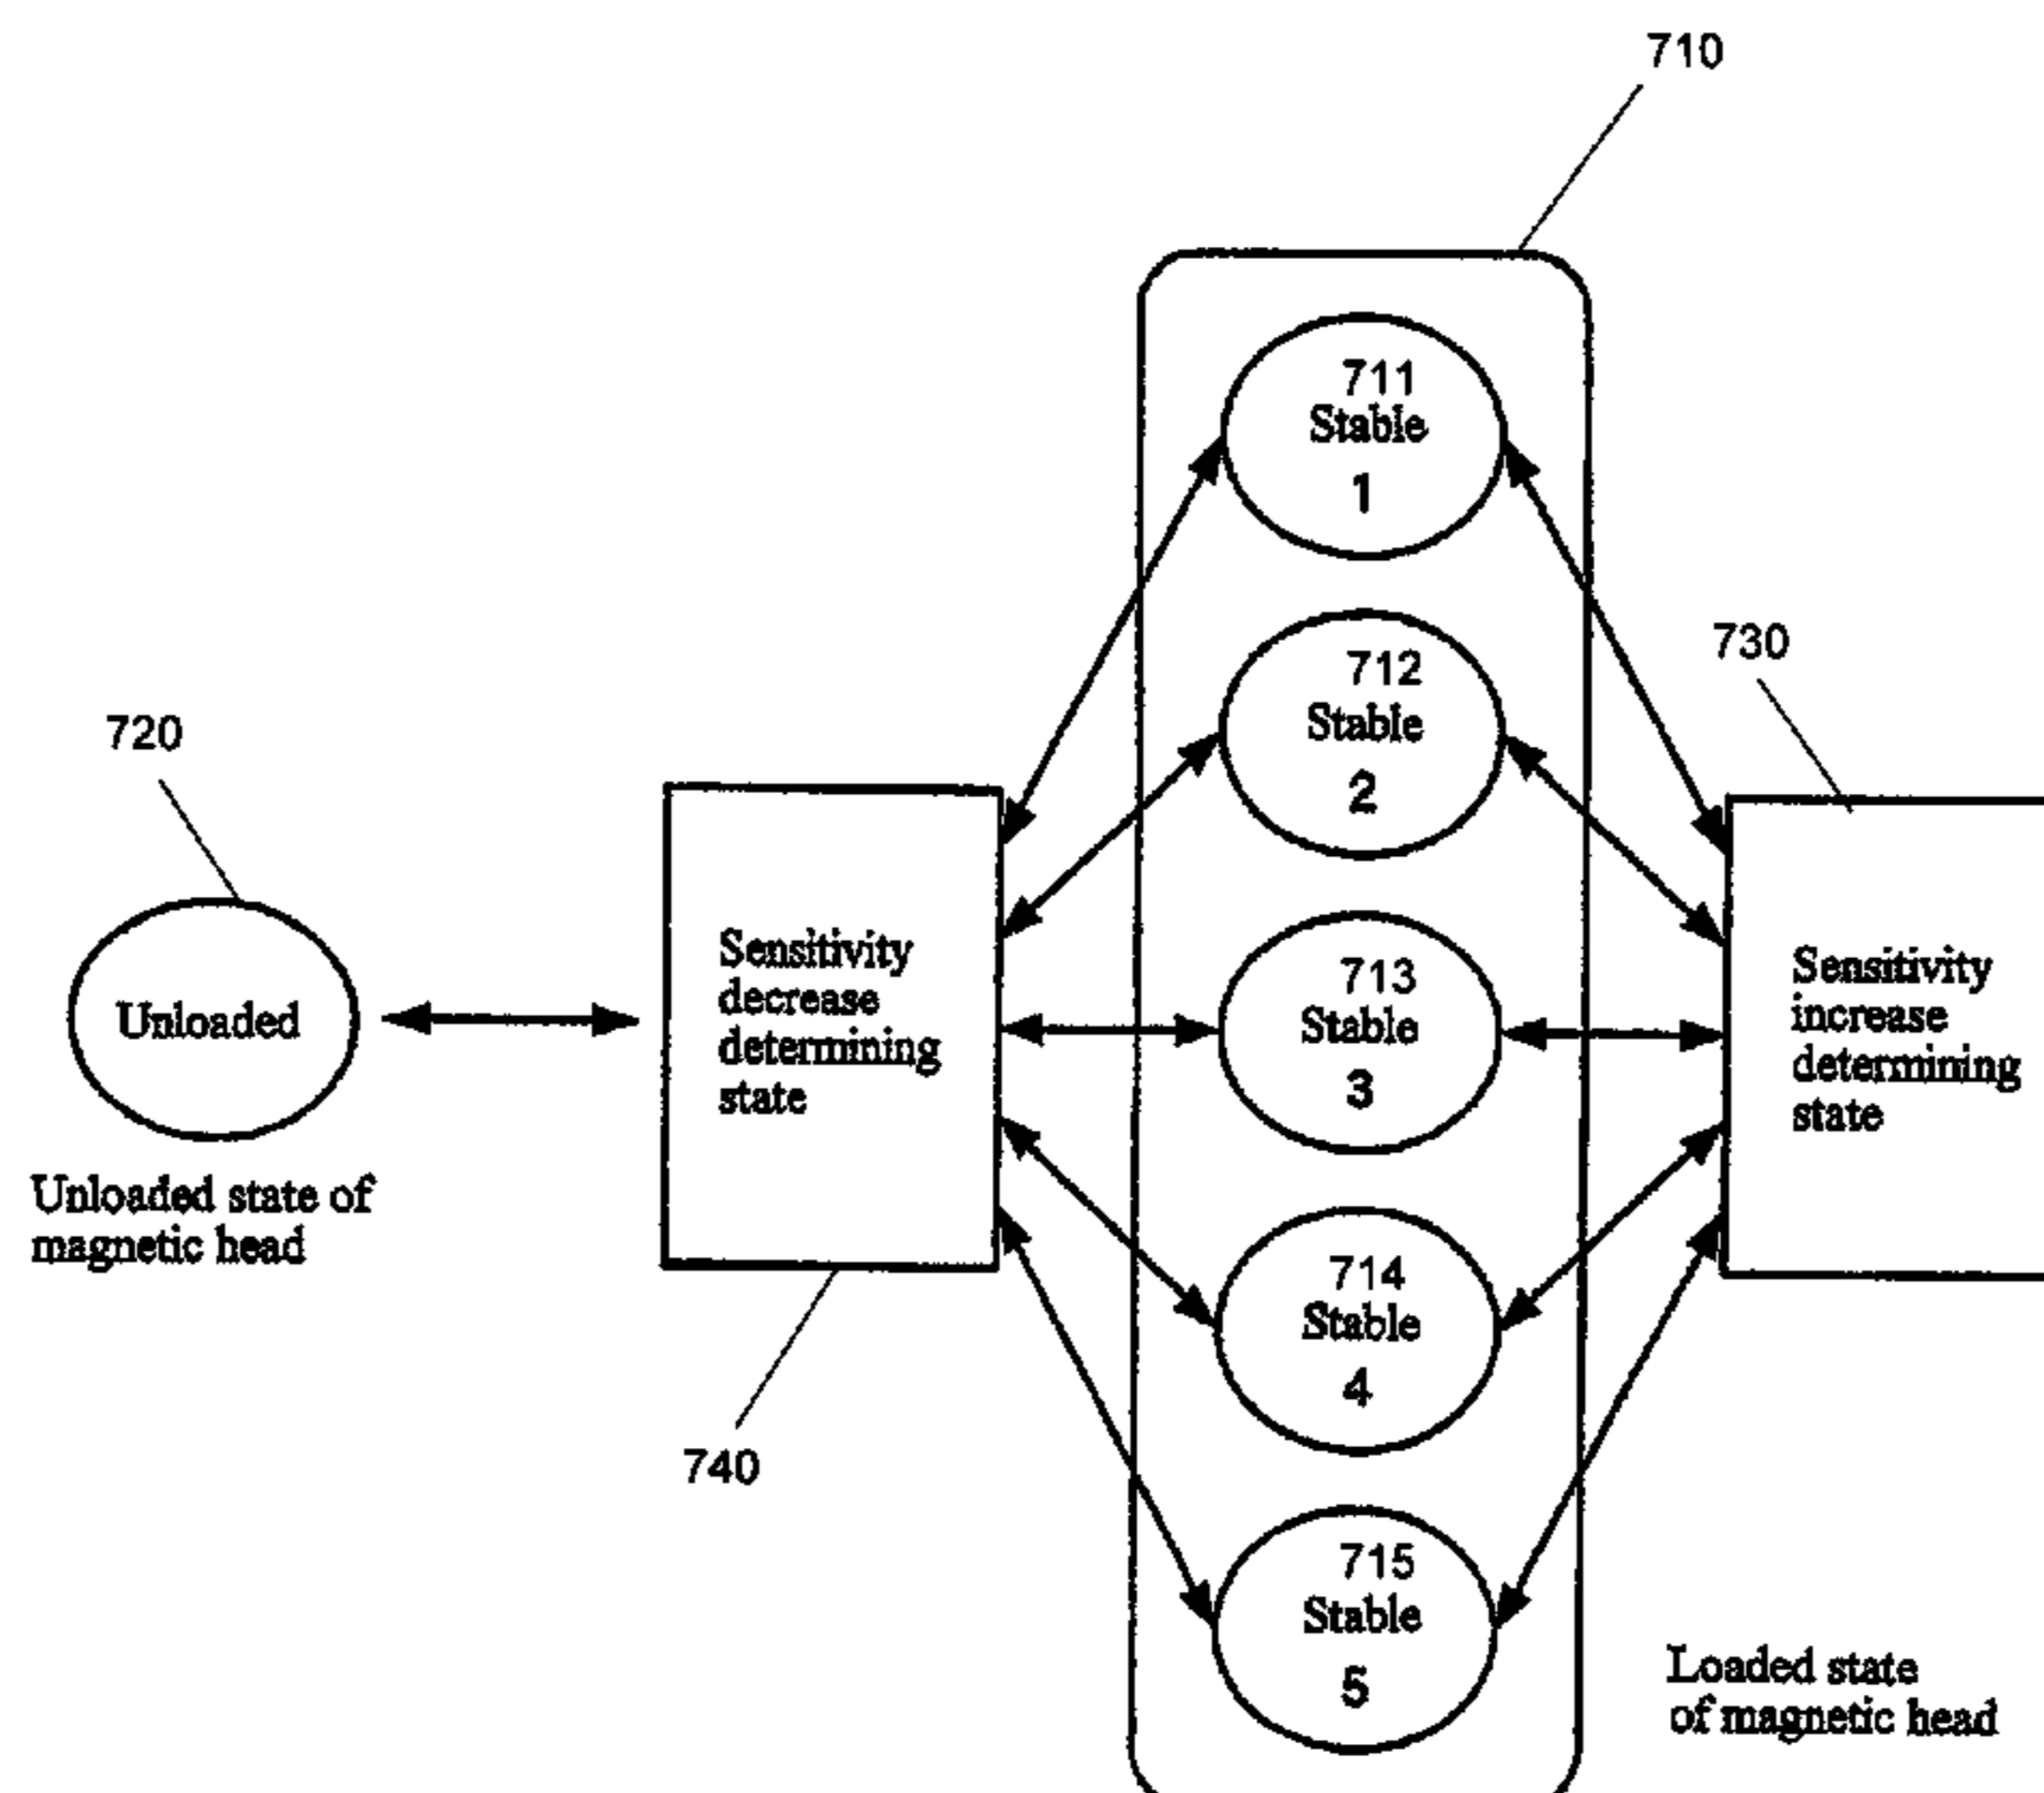 710
711
Stable
1
712
Stable
2
730
720
713
Stable
3
Unloaded
Sensitivity
decrease
determining
state
Sensitivity
increase
determining
state
Unloaded state of
magnetic head
714
Stable
4
740
715
Stable
5
Loaded state
of magnetic head